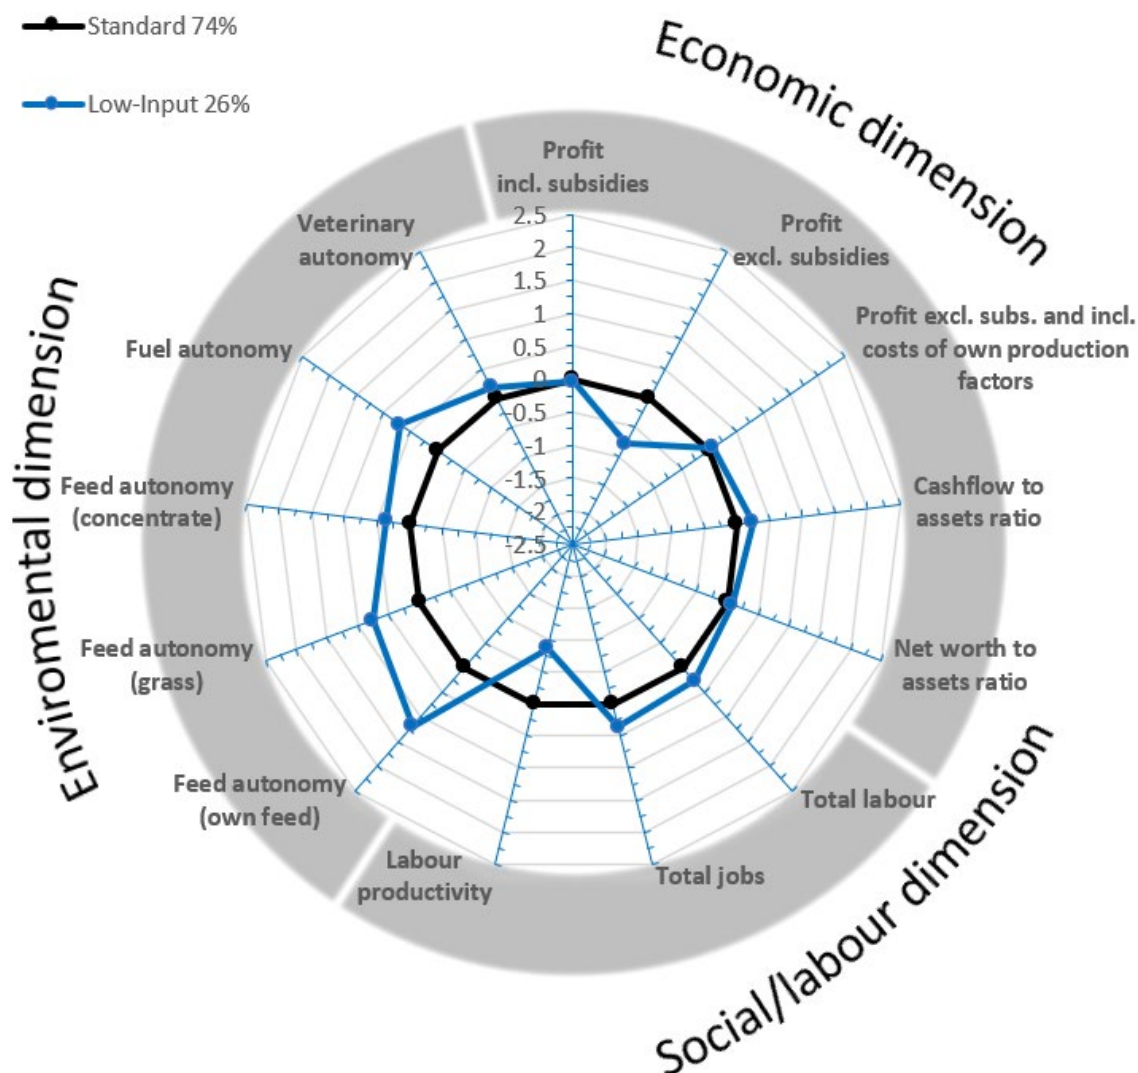 Standard 74%
Low-Input 26%
Economic dimension
Profit
incl. subsidies
Profit
excl. subsidies
Profit excl. subs. and incl.
costs of own production
factors
Cashflow to
assets ratio
Net worth to
assets ratio
Social/labour dimension
Total labour
Total jobs
Labour
productivity
Enviromental dimension
Feed autonomy
(own feed)
Feed autonomy
(grass)
Feed autonomy
(concentrate)
Fuel autonomy
Veterinary
autonomy
2.5
2
1.5
1
0.5
0
-0.5
-1
-1.5
-2
-2.5